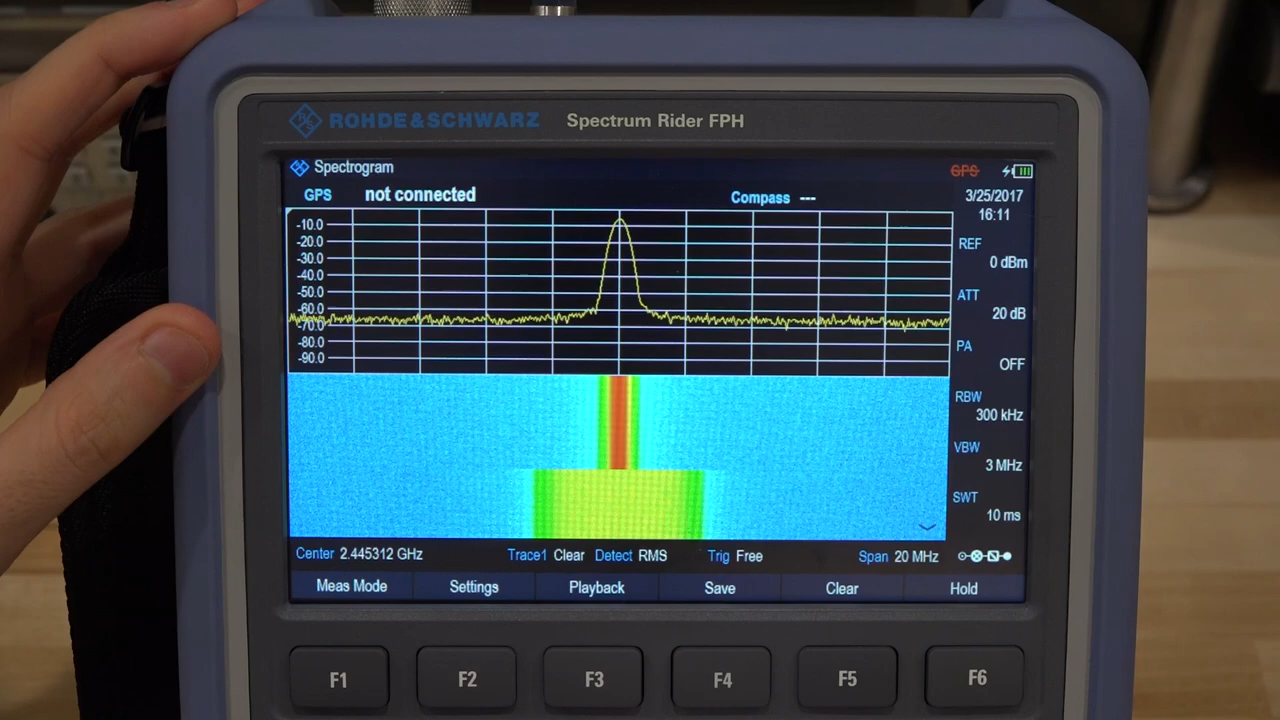 ROHDE & SCHWARZ Spectrum Rider FPH
Spectrogram GPS
GPS not connected Compass --- 3/25/2017
16:11
-10.0
-20.0
-30.0
-40.0
-50.0
-60.0
-70.0
-80.0
-90.0
REF
0 dBm
ATT
20 dB
PA
OFF
RBW
300 kHz
VBW
3 MHz
SWT
10 ms
Center 2.445312 GHz Trace1 Clear Detect RMS Trig Free Span 20 MHz
Meas Mode Settings Playback Save Clear Hold
F1 F2 F3 F4 F5 F6